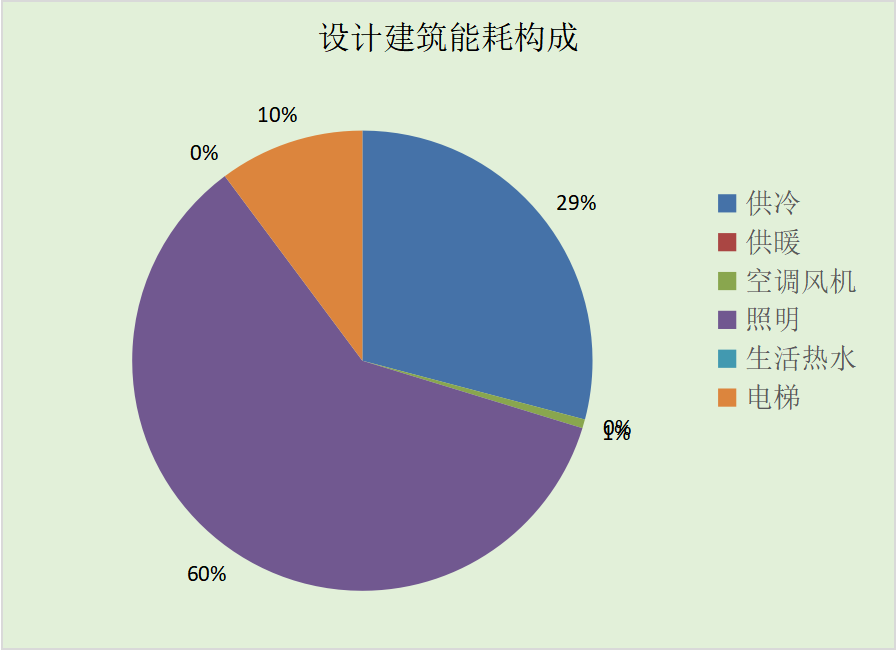 设计建筑能耗构成
10%
0%
29%
0%
1%
60%
供冷
供暖
空调风机
照明
生活热水
电梯